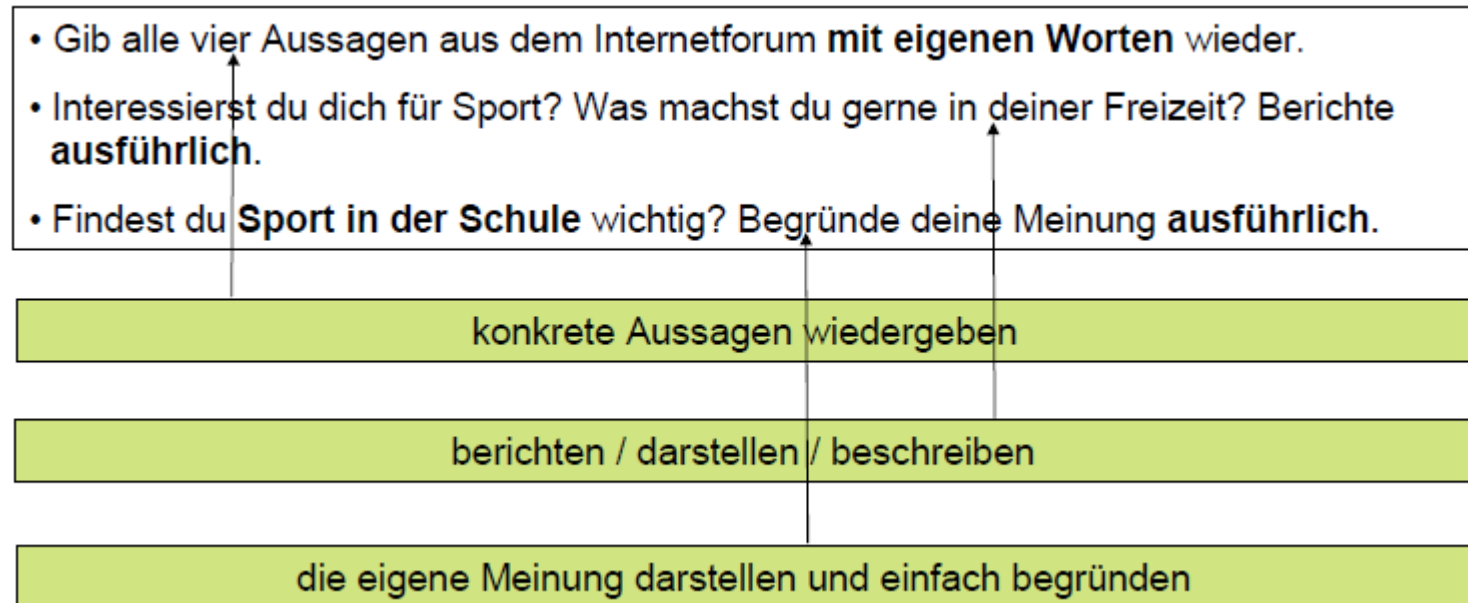 • Gib alle vier Aussagen aus dem Internetforum mit eigenen Worten wieder.
• Interessierst du dich für Sport? Was machst du gerne in deiner Freizeit? Berichte
ausführlich.
• Findest du Sport in der Schule wichtig? Begründe deine Meinung ausführlich.
konkrete Aussagen wiedergeben
berichten / darstellen / beschreiben
die eigene Meinung darstellen und einfach begründen